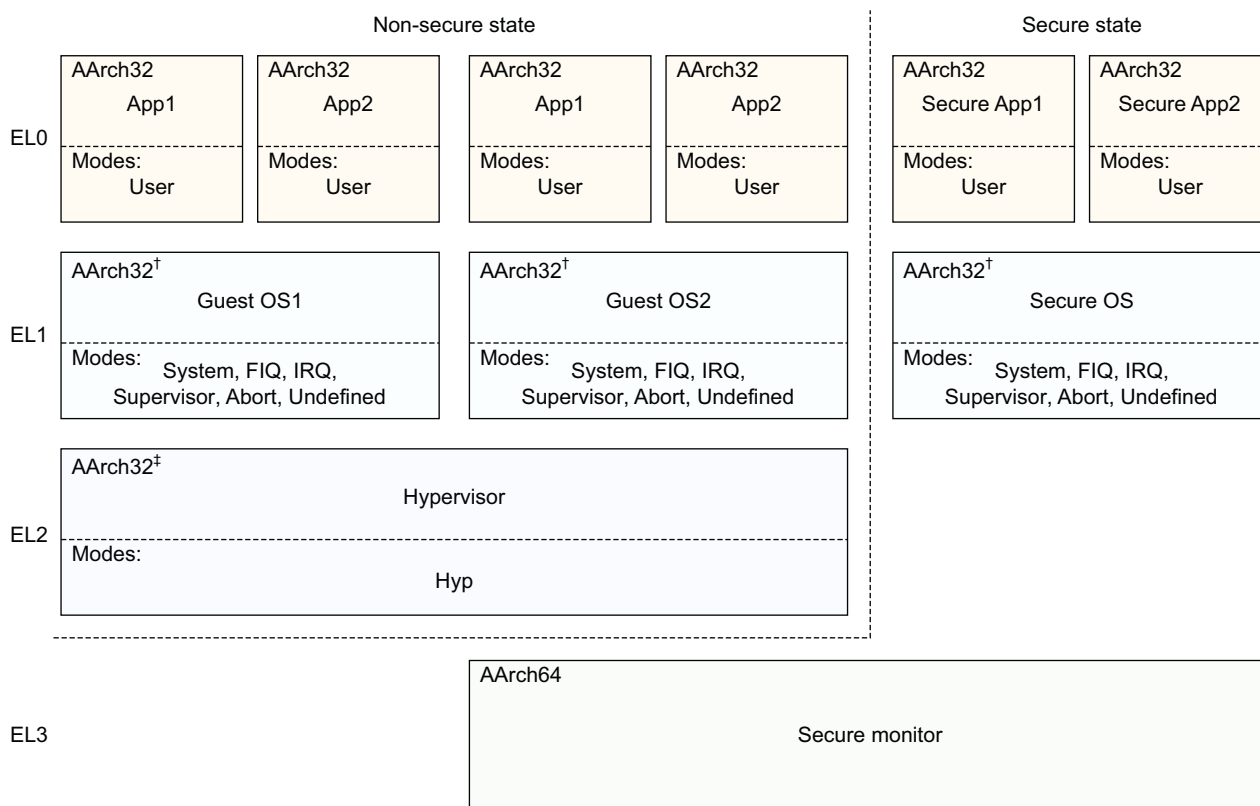 Non-secure state
Secure state
AArch32
App1
Modes:
User
AArch32
App2
Modes:
User
AArch32
App1
Modes:
User
AArch32
App2
Modes:
User
AArch32
Secure App1
Modes:
User
AArch32
Secure App2
Modes:
User
EL0
AArch32†
Guest OS1
Modes:
System, FIQ, IRQ,
Supervisor, Abort, Undefined
AArch32†
Guest OS2
Modes:
System, FIQ, IRQ,
Supervisor, Abort, Undefined
AArch32†
Secure OS
Modes:
System, FIQ, IRQ,
Supervisor, Abort, Undefined
EL1
AArch32‡
Hypervisor
EL2
Modes:
Hyp
AArch64
EL3
Secure monitor